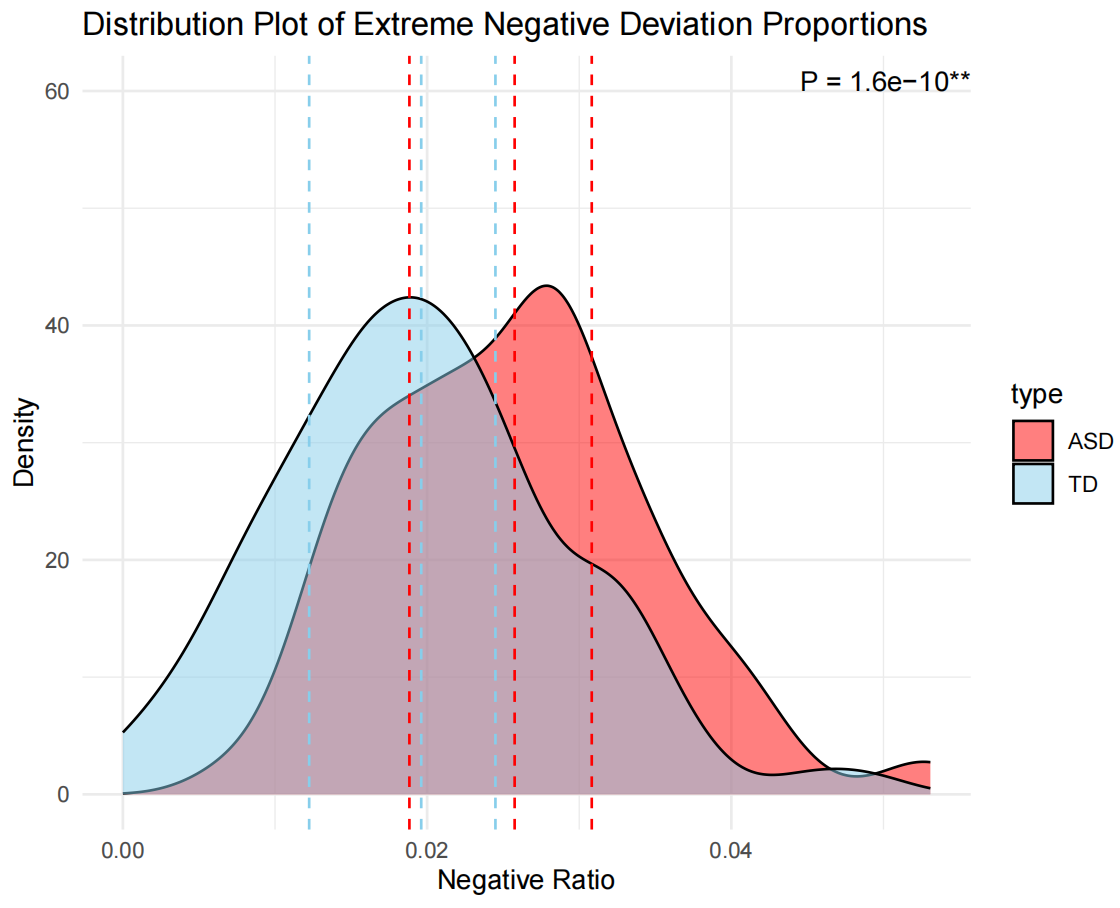 Distribution Plot of Extreme Negative Deviation Proportions
P = 1.6e−10**
60
40
20
0
Density
0.00
0.02
0.04
Negative Ratio
type
ASD
TD